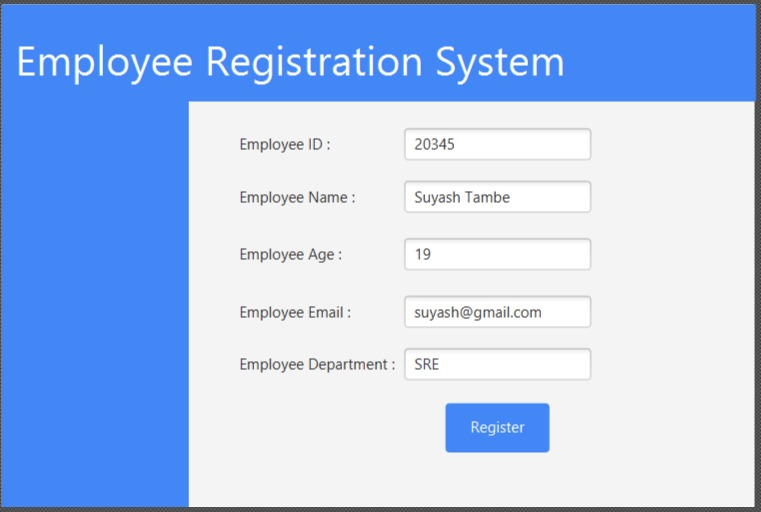 Employee Registration System
Employee ID : 20345
Employee Name : Suyash Tambe
Employee Age : 19
Employee Email : suyash@gmail.com
Employee Department : SRE
Register